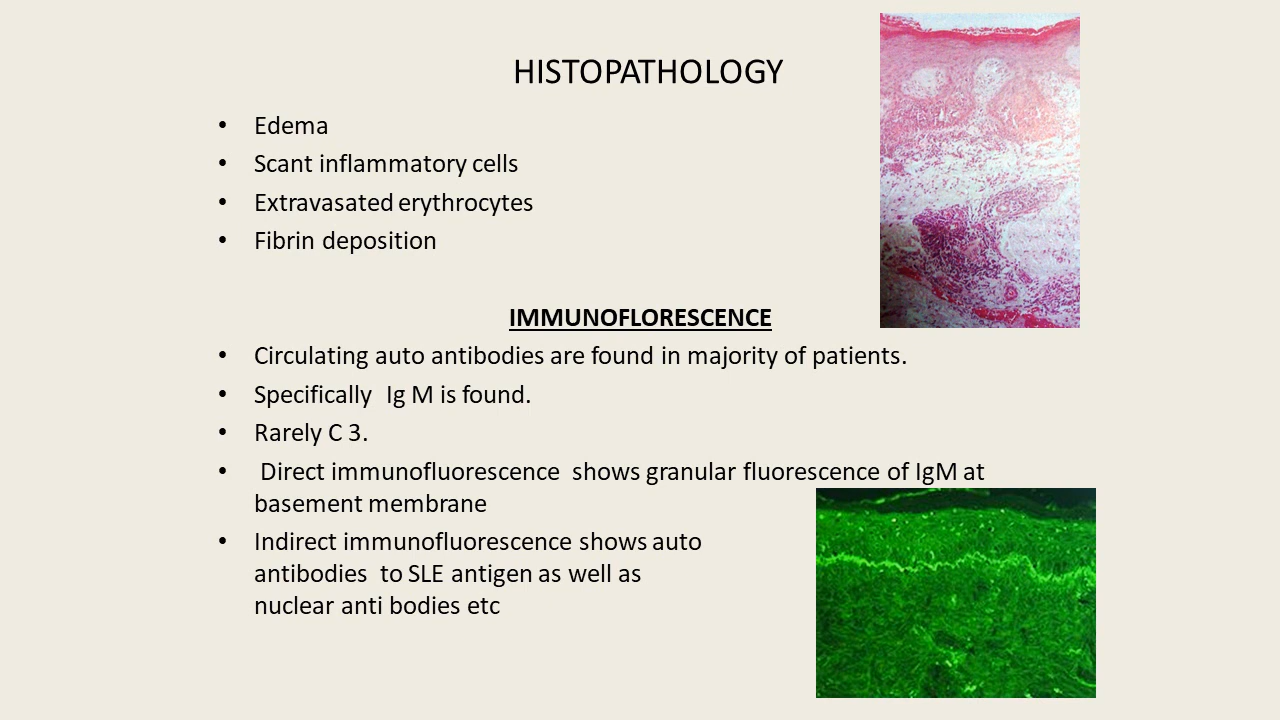 HISTOPATHOLOGY
• Edema
• Scant inflammatory cells
• Extravasated erythrocytes
• Fibrin deposition
IMMUNOFLORESCENCE
• Circulating auto antibodies are found in majority of patients.
• Specifically Ig M is found.
• Rarely C 3.
• Direct immunofluorescence shows granular fluorescence of IgM at
basement membrane
• Indirect immunofluorescence shows auto
antibodies to SLE antigen as well as
nuclear anti bodies etc